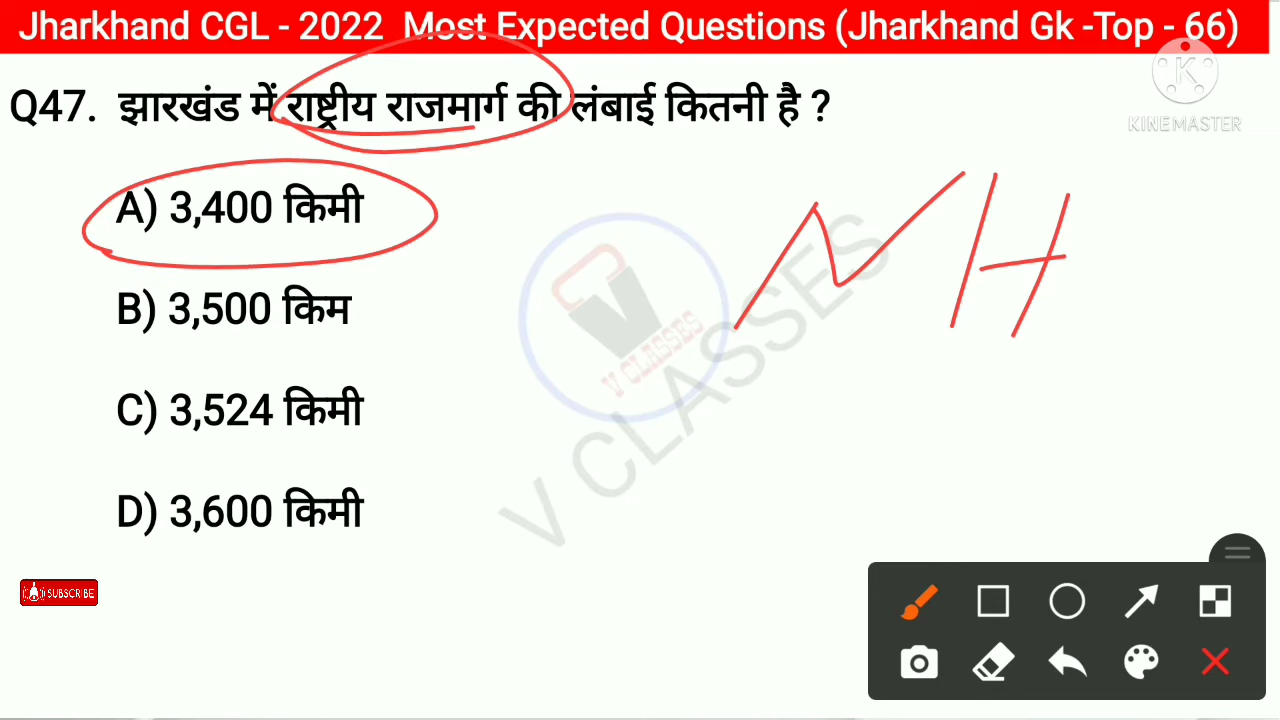 Jharkhand CGL - 2022 Most Expected Questions (Jharkhand Gk -Top - 66)
K
KINEMASTER
Q47. झारखंड में राष्ट्रीय राजमार्ग की लंबाई कितनी है ?
A) 3,400 किमी
NH
B) 3,500 किम
V CLASSES
V CLASSES
C) 3,524 किमी
D) 3,600 किमी
SUBSCRIBE